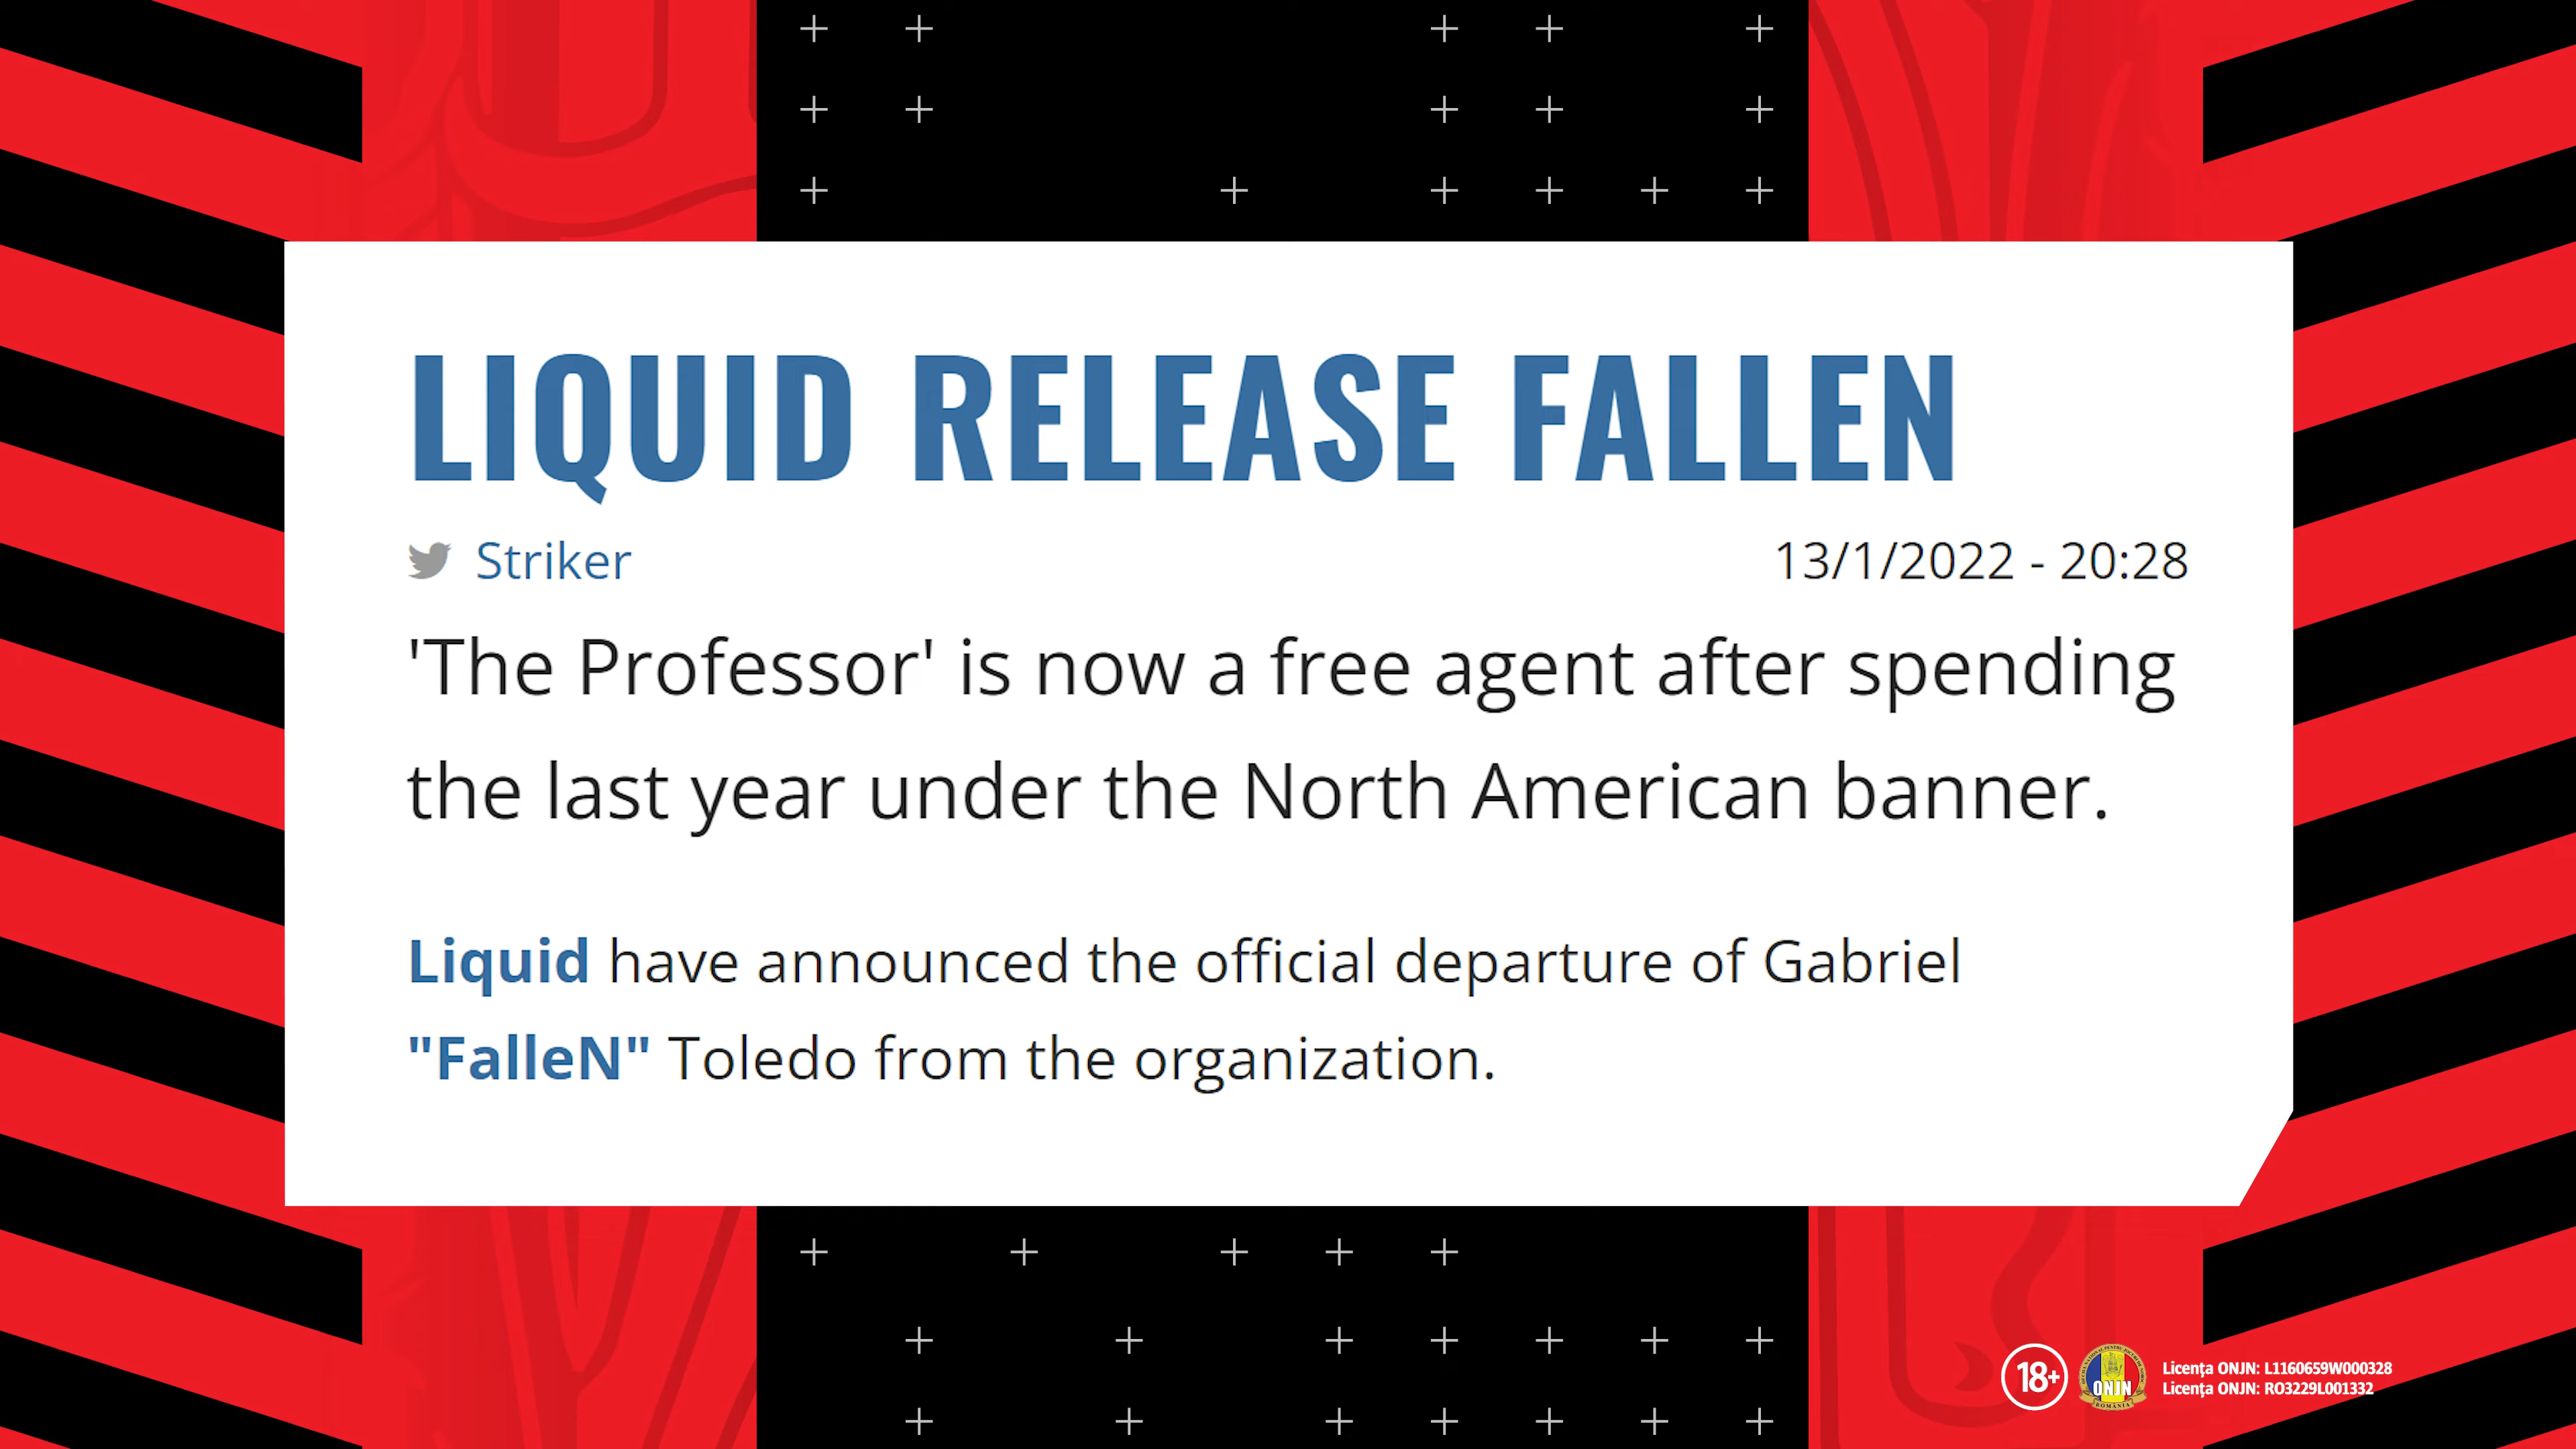 LIQUID RELEASE FALLEN
Striker 13/1/2022 - 20:28
'The Professor' is now a free agent after spending
the last year under the North American banner.
Liquid have announced the official departure of Gabriel
"FalleN" Toledo from the organization.
18+
ONJN
ROMÂNIA
Licența ONJN: L1160659W000328
Licența ONJN: RO3229L001332